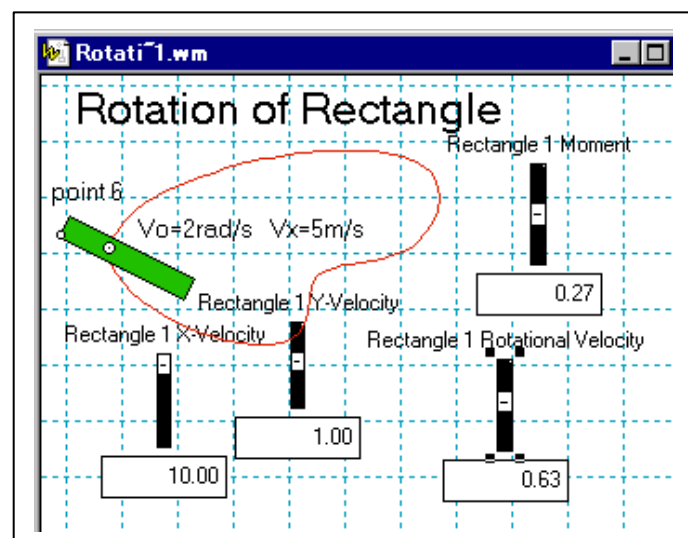 Rotati~1.wm
Rotation of Rectangle
Rectangle 1 Moment
point 6
Vo=2rad/s Vx=5m/s
0.27
Rectangle 1 Y-Velocity
Rectangle 1 X-Velocity
Rectangle 1 Rotational Velocity
1.00
10.00
0.63